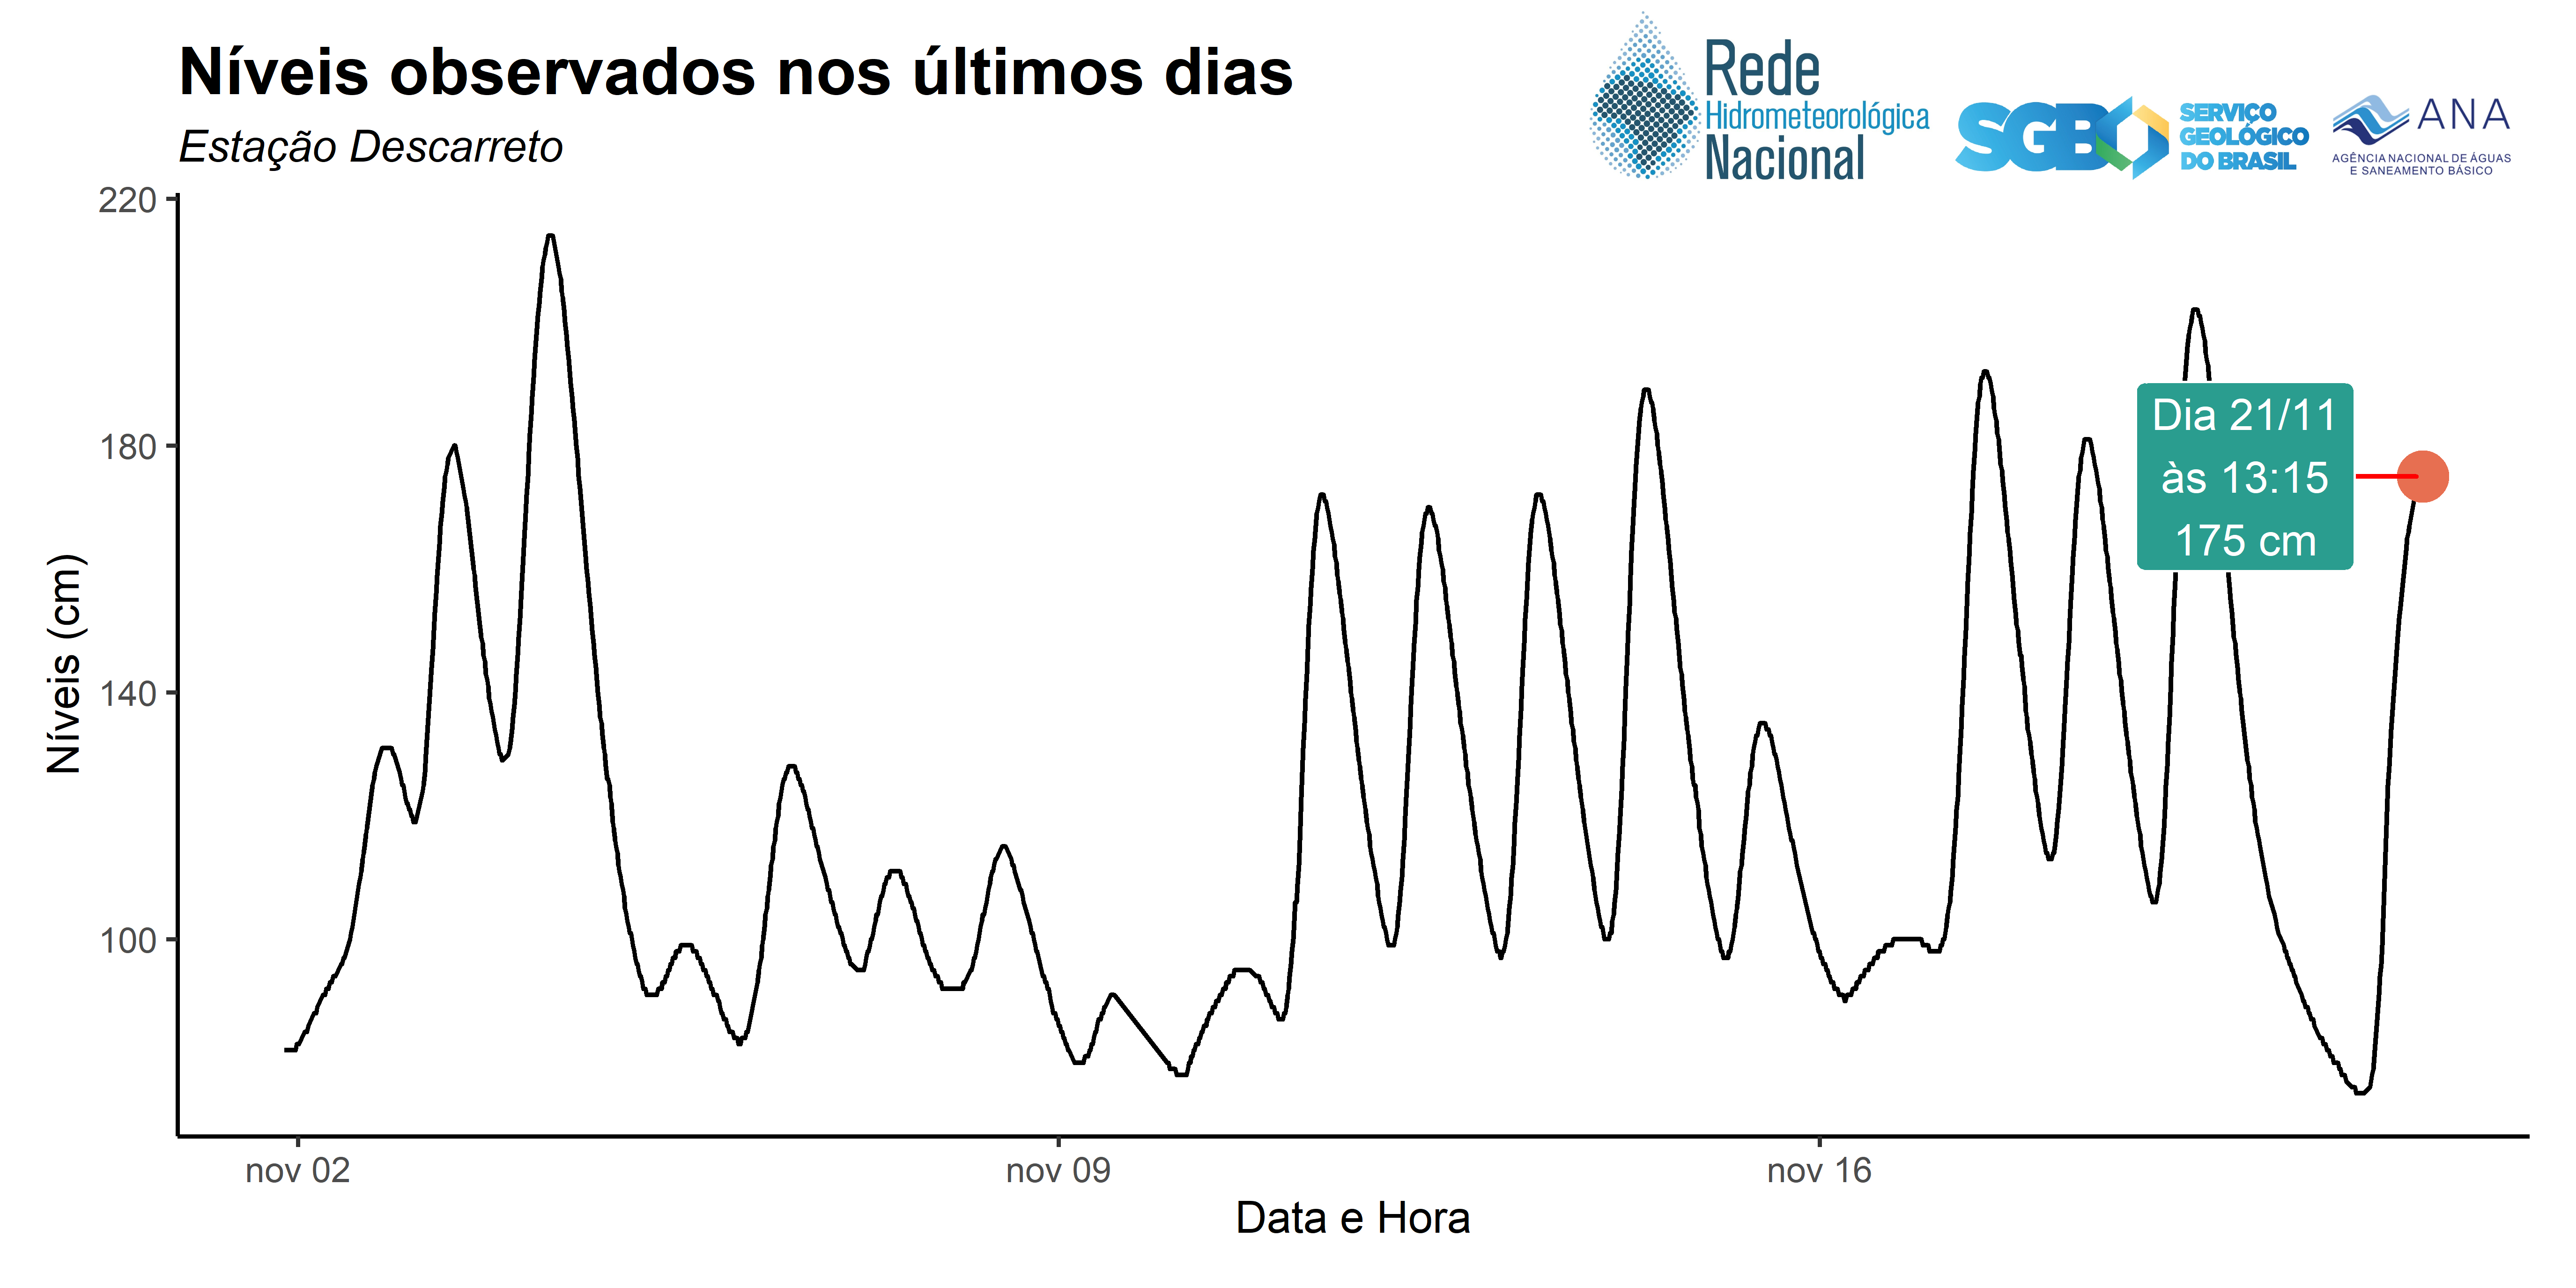 Níveis observados nos últimos dias
Estação Descarreto
Rede
Hidrometeorológica
Nacional
SGB
SERVIÇO
GEOLÓGICO
DO BRASIL
ANA
AGÊNCIA NACIONAL DE ÁGUAS
E SANEAMENTO BÁSICO
220
180
140
100
Níveis (cm)
Dia 21/11
às 13:15
175 cm
nov 02
nov 09
nov 16
Data e Hora